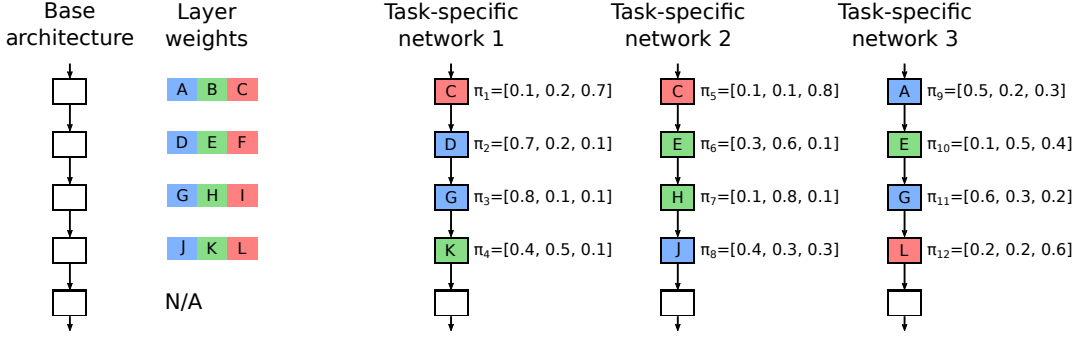 Base architecture
Layer weights
Task-specific network 1
Task-specific network 2
Task-specific network 3
A B C C π₁=[0.1, 0.2, 0.7] C π₅=[0.1, 0.1, 0.8] A π₉=[0.5, 0.2, 0.3]
D E F D π₂=[0.7, 0.2, 0.1] E π₆=[0.3, 0.6, 0.1] E π₁₀=[0.1, 0.5, 0.4]
G H I G π₃=[0.8, 0.1, 0.1] H π₇=[0.1, 0.8, 0.1] G π₁₁=[0.6, 0.3, 0.2]
J K L K π₄=[0.4, 0.5, 0.1] J π₈=[0.4, 0.3, 0.3] L π₁₂=[0.2, 0.2, 0.6]
N/A